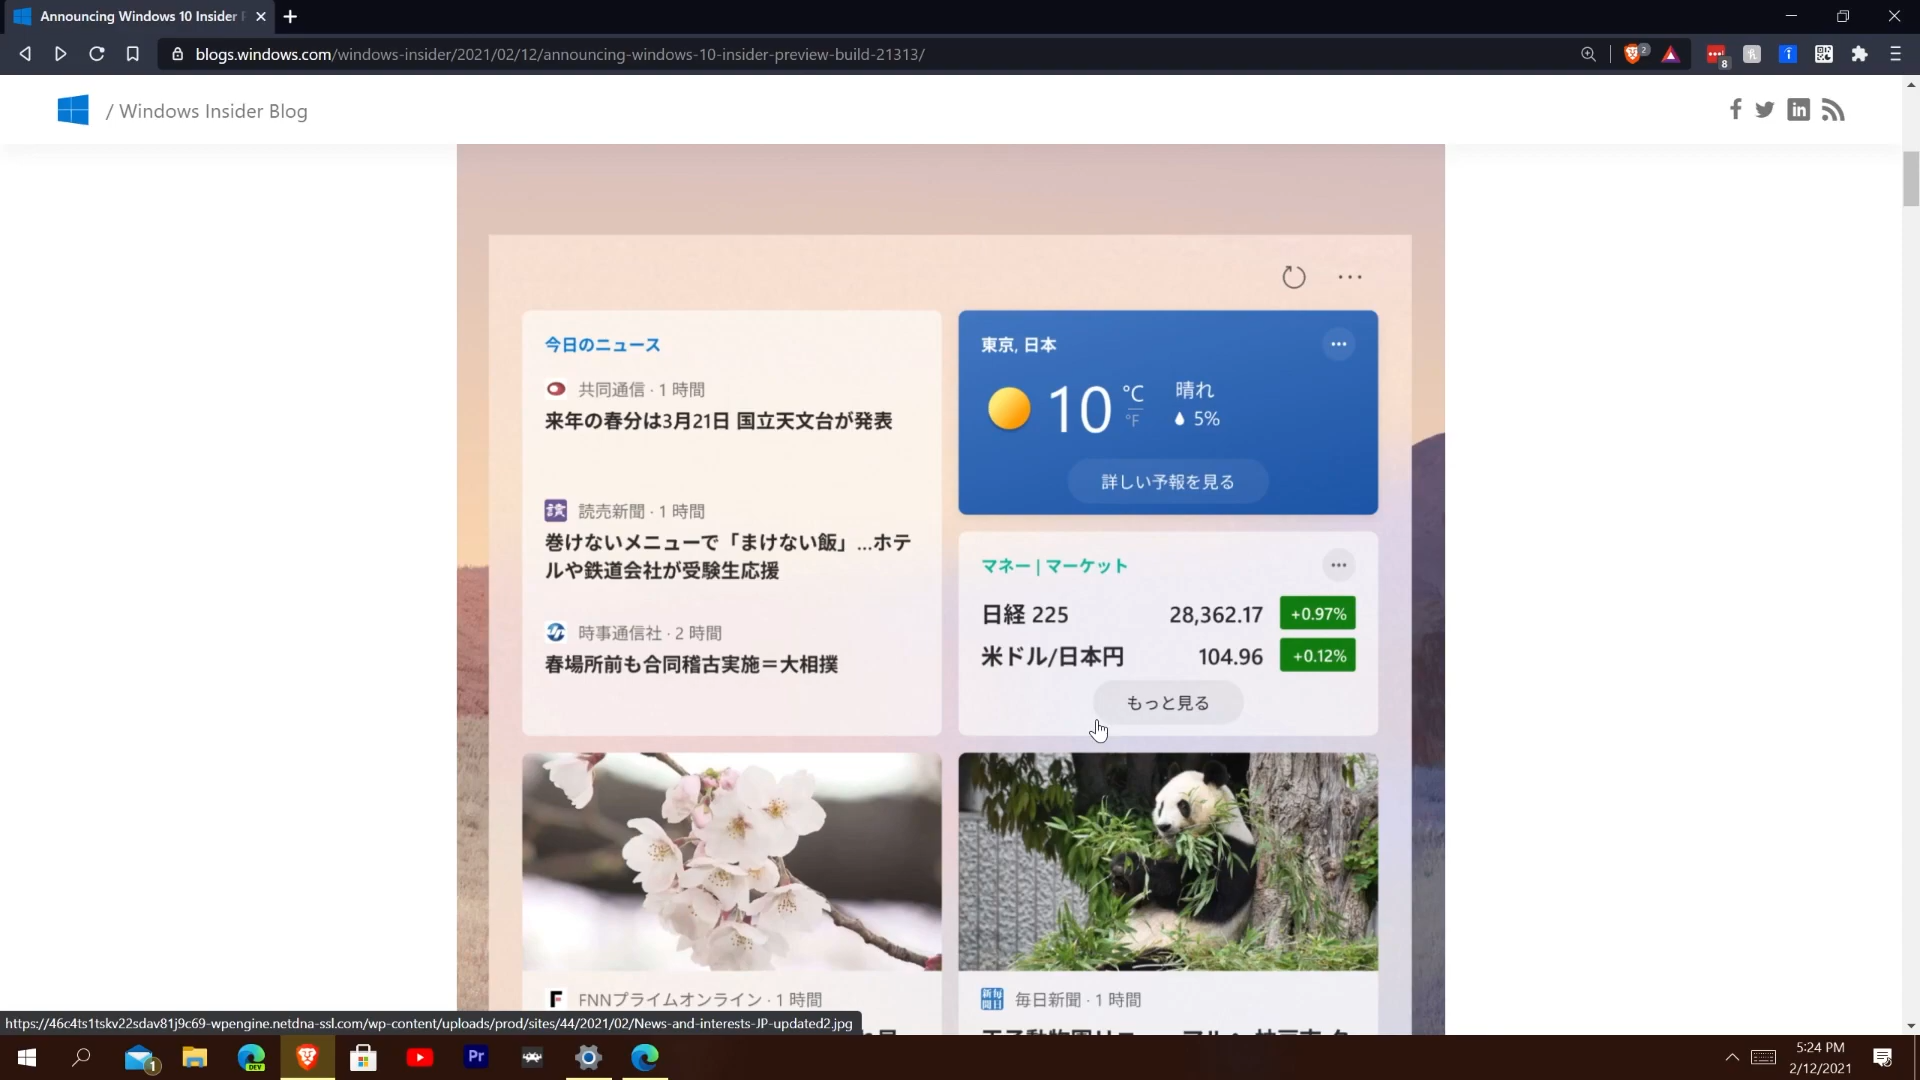 Announcing Windows 10 Insider
blogs.windows.com/windows-insider/2021/02/12/announcing-windows-10-insider-preview-build-21313/
2
8
/ Windows Insider Blog
今日のニュース
共同通信 · 1 時間
来年の春分は3月21日 国立天文台が発表
読売新聞 · 1 時間
巻けないメニューで「まけない飯」...ホテ
ルや鉄道会社が受験生応援
時事通信社 · 2 時間
春場所前も合同稽古実施＝大相撲
東京, 日本
10 °C
°F
晴れ
5%
詳しい予報を見る
マネー | マーケット
日経 225 28,362.17 +0.97%
米ドル/日本円 104.96 +0.12%
もっと見る
FNNプライムオンライン · 1 時間
毎日新聞 · 1 時間
https://46c4ts1tskv22sdav81j9c69-wpengine.netdna-ssl.com/wp-content/uploads/prod/sites/44/2021/02/News-and-interests-JP-updated2.jpg
1
DEV
Pr
5:24 PM
2/12/2021